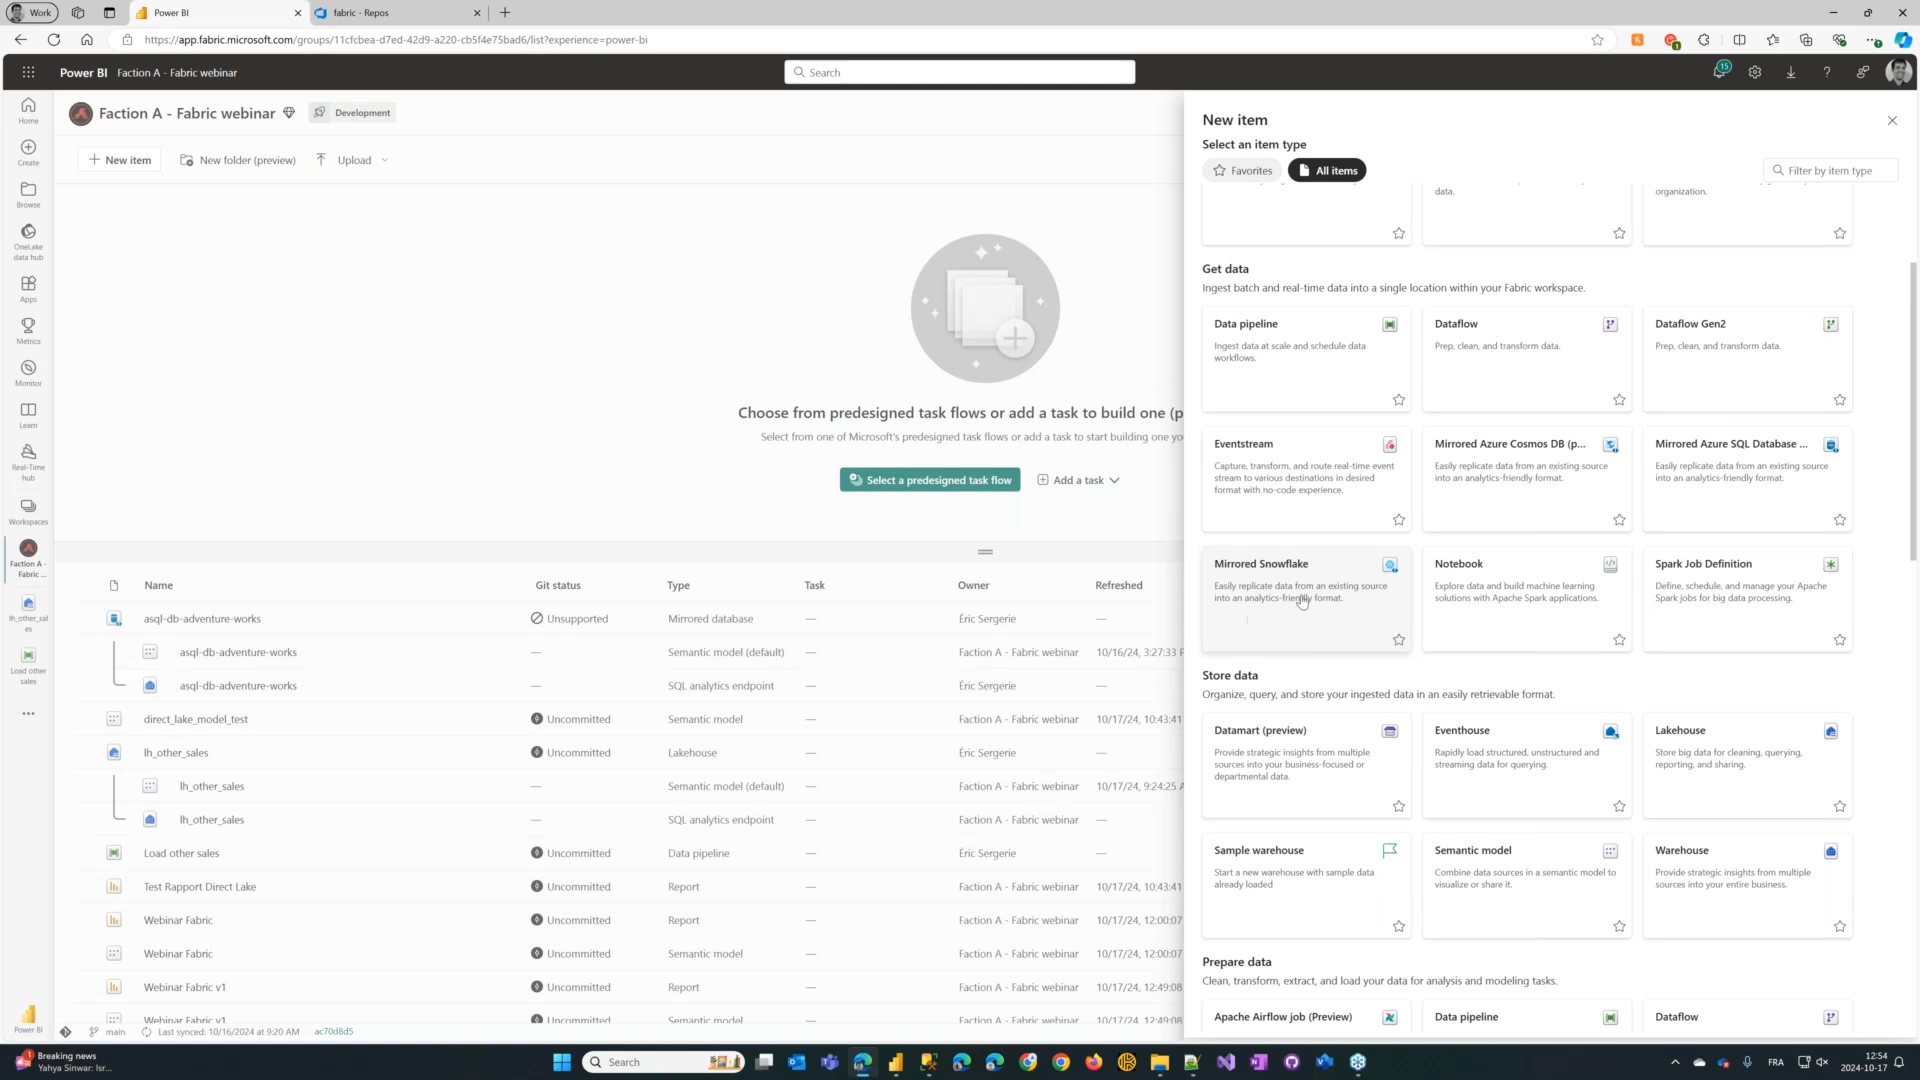 Work
Power BI
fabric - Repos
https://app.fabric.microsoft.com/groups/11cfcbea-d7ed-42d9-a220-cb5f4e75bad6/list?experience=power-bi
Power BI
Faction A - Fabric webinar
Search
15
Home
Create
Browse
OneLake
data hub
Apps
Metrics
Monitor
Learn
Real-Time
hub
Workspaces
Faction A -
Fabric ...
lh_other_sal
es
Load other
sales
Power BI
Faction A - Fabric webinar
Development
New item
New folder (preview)
Upload
Choose from predesigned task flows or add a task to build one (p
Select from one of Microsoft's predesigned task flows or add a task to start building one yo
Select a predesigned task flow
Add a task
Name Git status Type Task Owner Refreshed
asql-db-adventure-works Unsupported Mirrored database — Éric Sergerie —
asql-db-adventure-works — Semantic model (default) — Faction A - Fabric webinar 10/16/24, 3:27:33 P
asql-db-adventure-works — SQL analytics endpoint — Éric Sergerie —
direct_lake_model_test Uncommitted Semantic model — Faction A - Fabric webinar 10/17/24, 10:43:41
lh_other_sales Uncommitted Lakehouse — Éric Sergerie —
lh_other_sales — Semantic model (default) — Faction A - Fabric webinar 10/17/24, 9:24:25 A
lh_other_sales — SQL analytics endpoint — Faction A - Fabric webinar —
Load other sales Uncommitted Data pipeline — Éric Sergerie —
Test Rapport Direct Lake Uncommitted Report — Faction A - Fabric webinar 10/17/24, 10:43:41
Webinar Fabric Uncommitted Report — Faction A - Fabric webinar 10/17/24, 12:00:07
Webinar Fabric Uncommitted Semantic model — Faction A - Fabric webinar 10/17/24, 12:00:07
Webinar Fabric v1 Uncommitted Report — Faction A - Fabric webinar 10/17/24, 12:49:08
Webinar Fabric v1 Uncommitted Semantic model — Faction A - Fabric webinar 10/17/24, 12:49:08
main
Last synced: 10/16/2024 at 9:20 AM
ac70d8d5
New item
Select an item type
Favorites
All items
Filter by item type
data.
organization.
Get data
Ingest batch and real-time data into a single location within your Fabric workspace.
Data pipeline
Ingest data at scale and schedule data
workflows.
Dataflow
Prep, clean, and transform data.
Dataflow Gen2
Prep, clean, and transform data.
Eventstream
Capture, transform, and route real-time event
stream to various destinations in desired
format with no-code experience.
Mirrored Azure Cosmos DB (p...
Easily replicate data from an existing source
into an analytics-friendly format.
Mirrored Azure SQL Database ...
Easily replicate data from an existing source
into an analytics-friendly format.
Mirrored Snowflake
Easily replicate data from an existing source
into an analytics-friendly format.
Notebook
Explore data and build machine learning
solutions with Apache Spark applications.
Spark Job Definition
Define, schedule, and manage your Apache
Spark jobs for big data processing.
Store data
Organize, query, and store your ingested data in an easily retrievable format.
Datamart (preview)
Provide strategic insights from multiple
sources into your business-focused or
departmental data.
Eventhouse
Rapidly load structured, unstructured and
streaming data for querying.
Lakehouse
Store big data for cleaning, querying,
reporting, and sharing.
Sample warehouse
Start a new warehouse with sample data
already loaded
Semantic model
Combine data sources in a semantic model to
visualize or share it.
Warehouse
Provide strategic insights from multiple
sources into your entire business.
Prepare data
Clean, transform, extract, and load your data for analysis and modeling tasks.
Apache Airflow job (Preview)
Data pipeline
Dataflow
1
Breaking news
Yahya Sinwar: Isr...
Search
FRA
12:54
2024-10-17